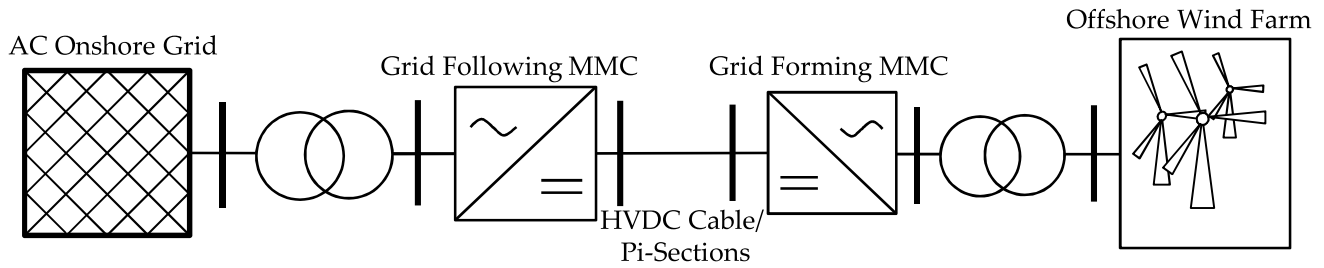 AC Onshore Grid
Grid Following MMC
Grid Forming MMC
Offshore Wind Farm
HVDC Cable/
Pi-Sections